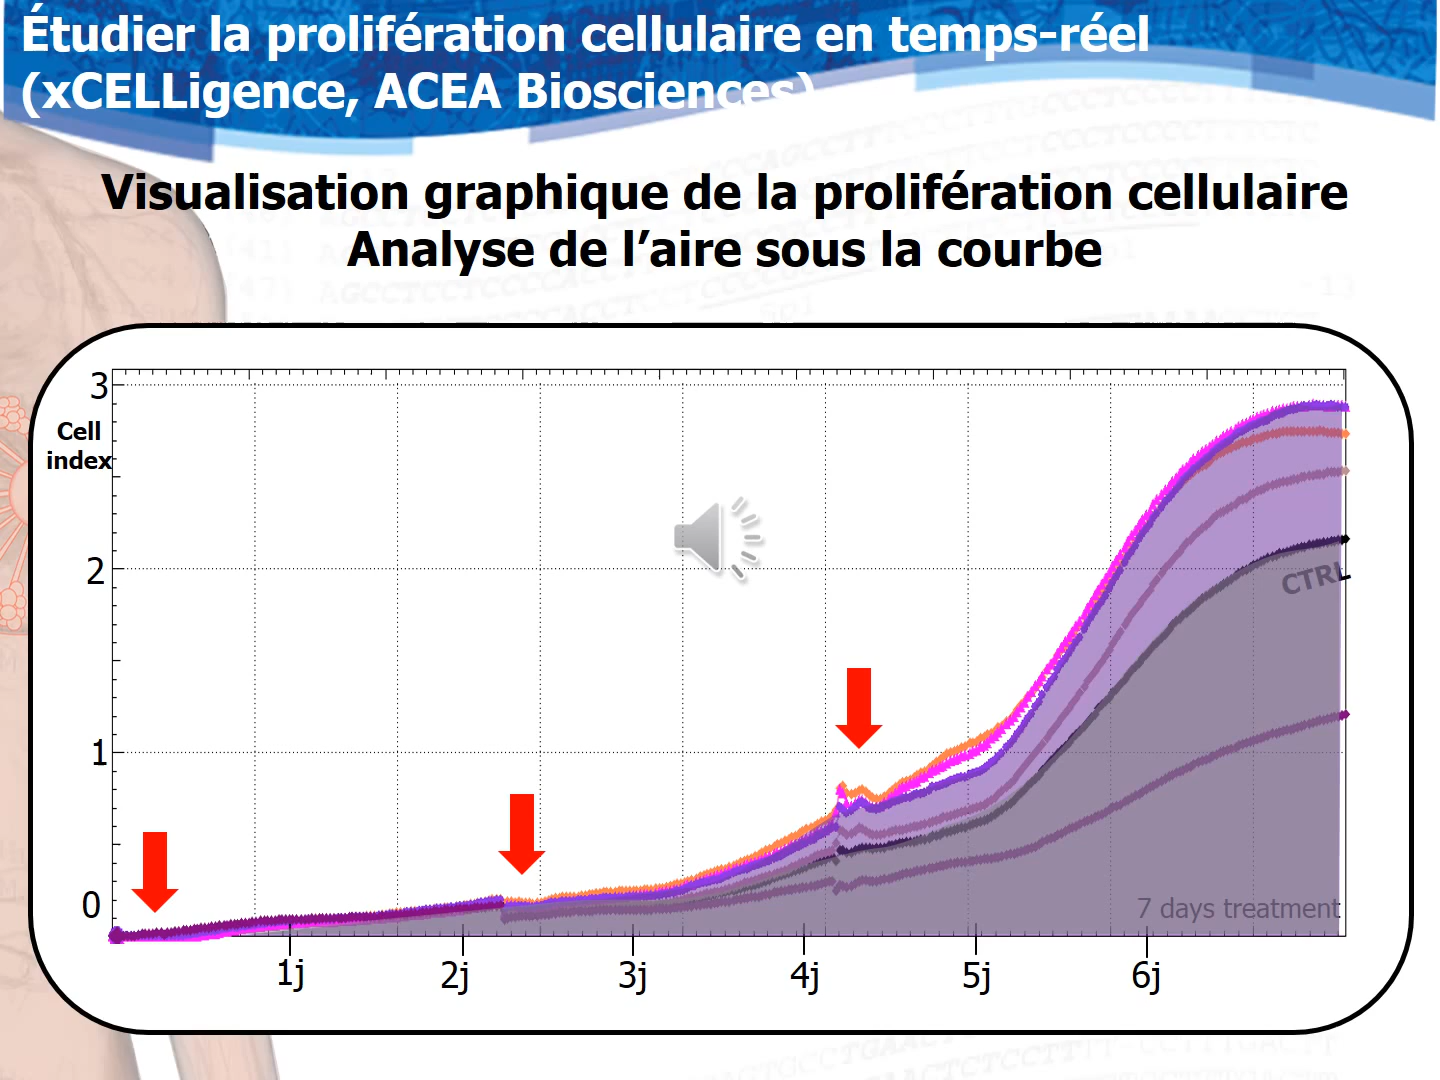 Étudier la prolifération cellulaire en temps-réel
(xCELLigence, ACEA Biosciences)
Visualisation graphique de la prolifération cellulaire
Analyse de l’aire sous la courbe
3
Cell
index
2
CTRL
1
0
7 days treatment
1j 2j 3j 4j 5j 6j